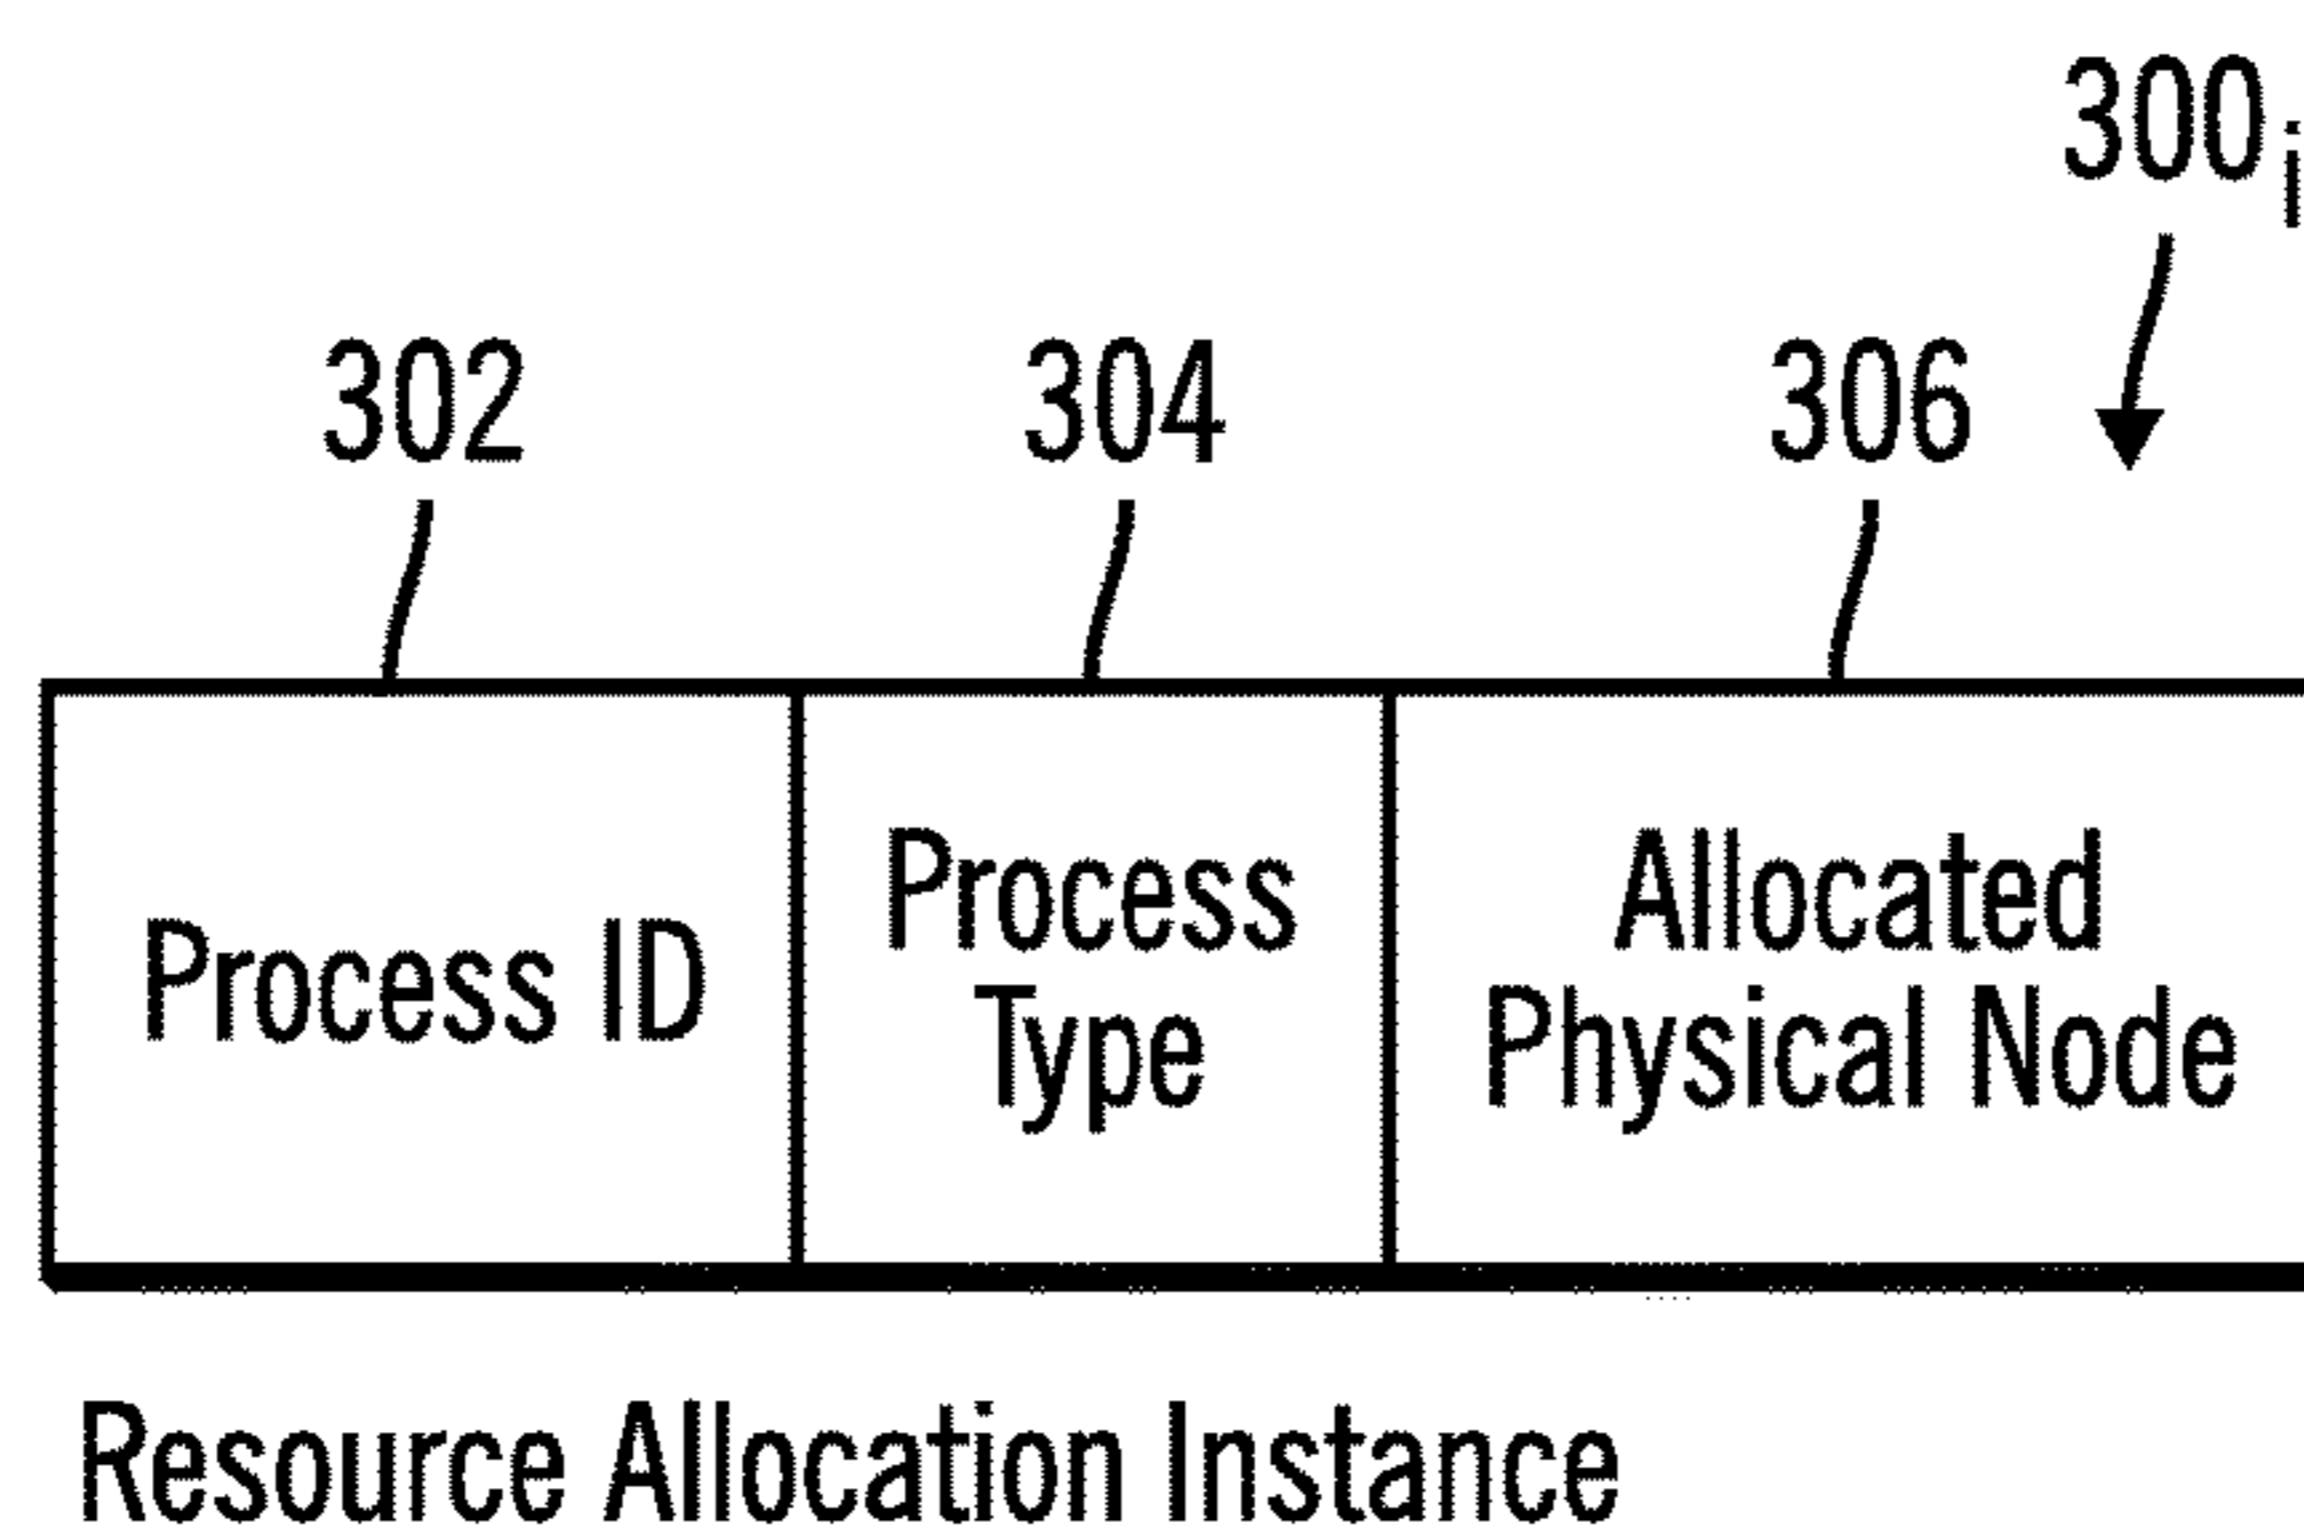 300i
302
304
306
Process ID
Process
Type
Allocated
Physical Node
Resource Allocation Instance